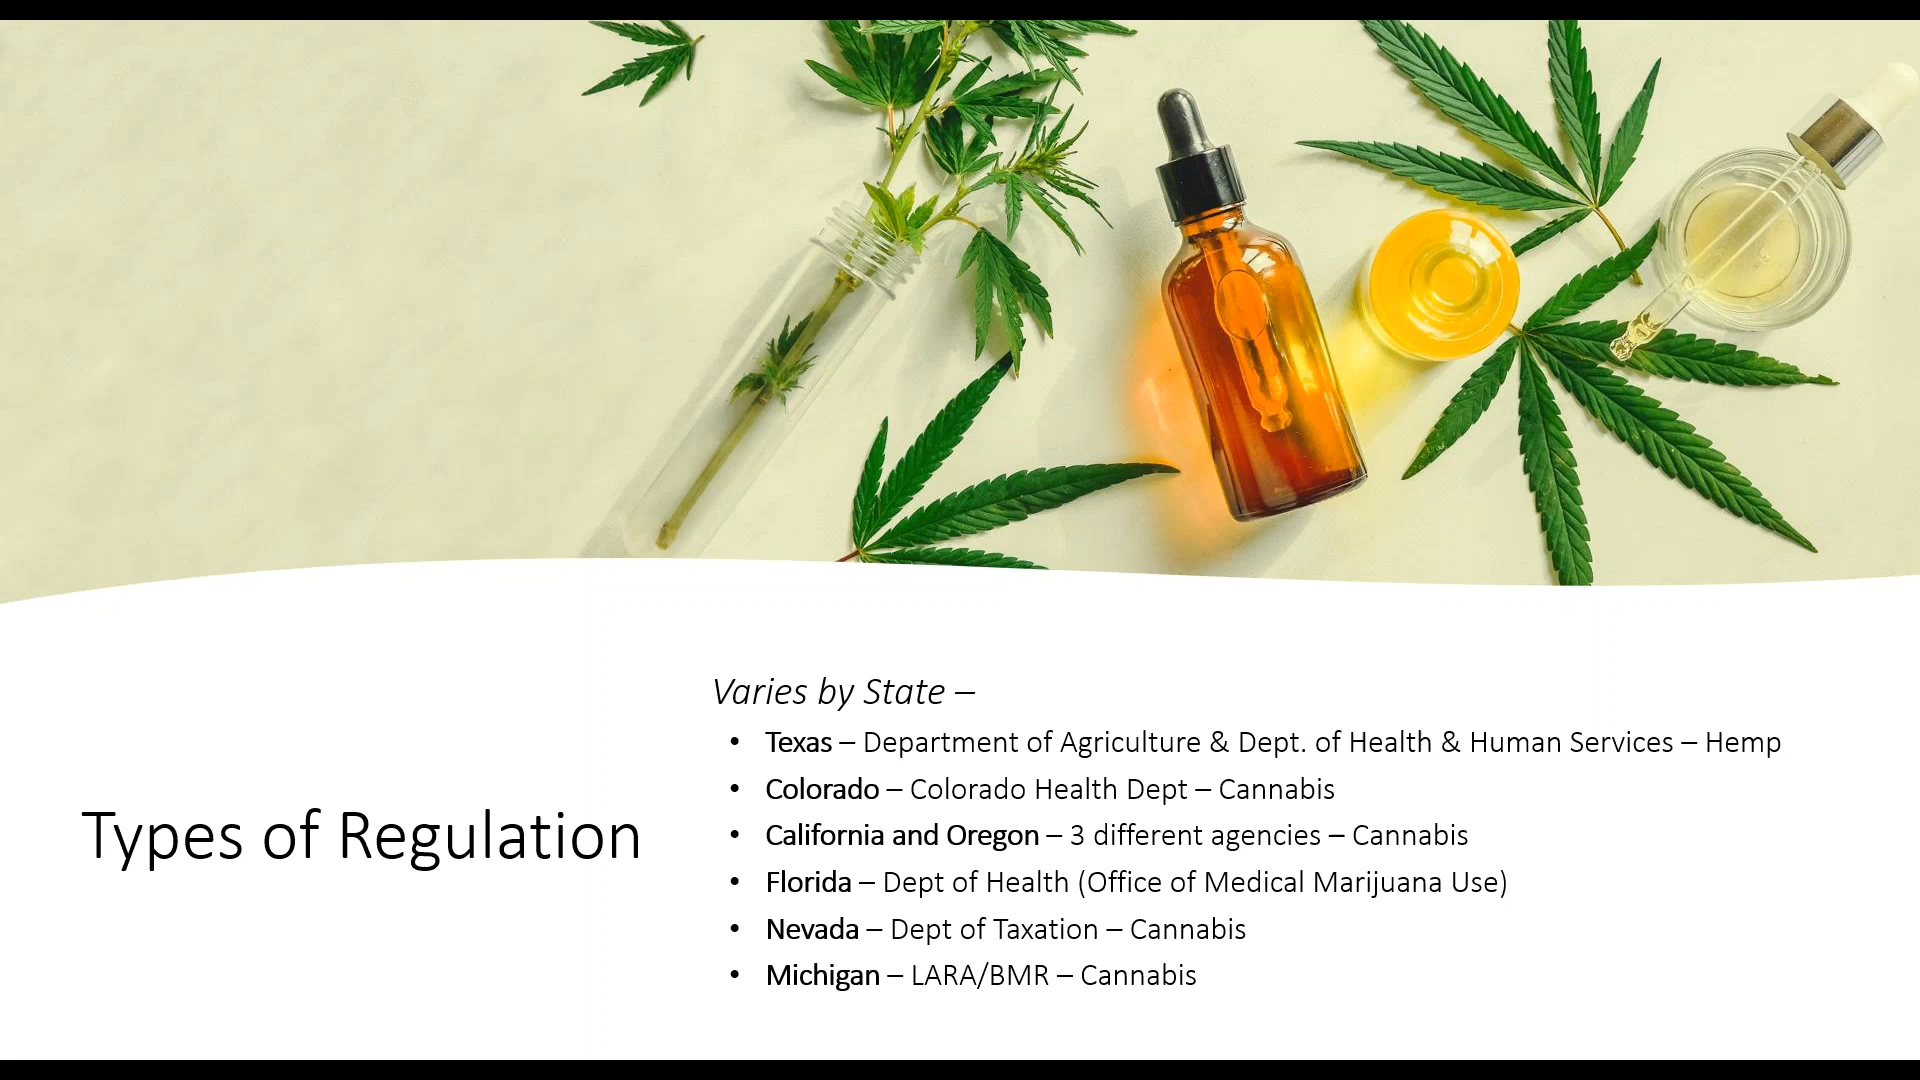 Types of Regulation
Varies by State –
• Texas – Department of Agriculture & Dept. of Health & Human Services – Hemp
• Colorado – Colorado Health Dept – Cannabis
• California and Oregon – 3 different agencies – Cannabis
• Florida – Dept of Health (Office of Medical Marijuana Use)
• Nevada – Dept of Taxation – Cannabis
• Michigan – LARA/BMR – Cannabis